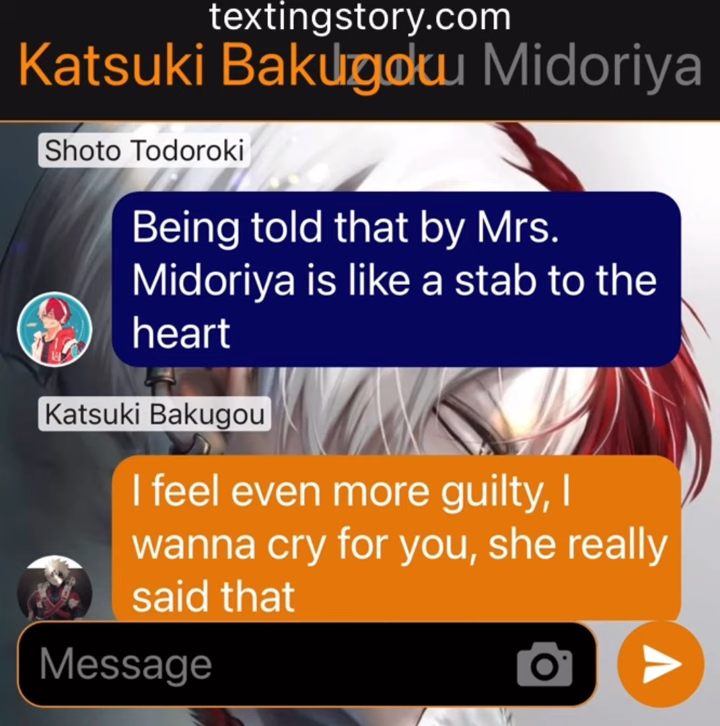 textingstory.com
Katsuki Bakugou Izuku Midoriya
Shoto Todoroki
Being told that by Mrs.
Midoriya is like a stab to the
heart
Katsuki Bakugou
I feel even more guilty, I
wanna cry for you, she really
said that
Message